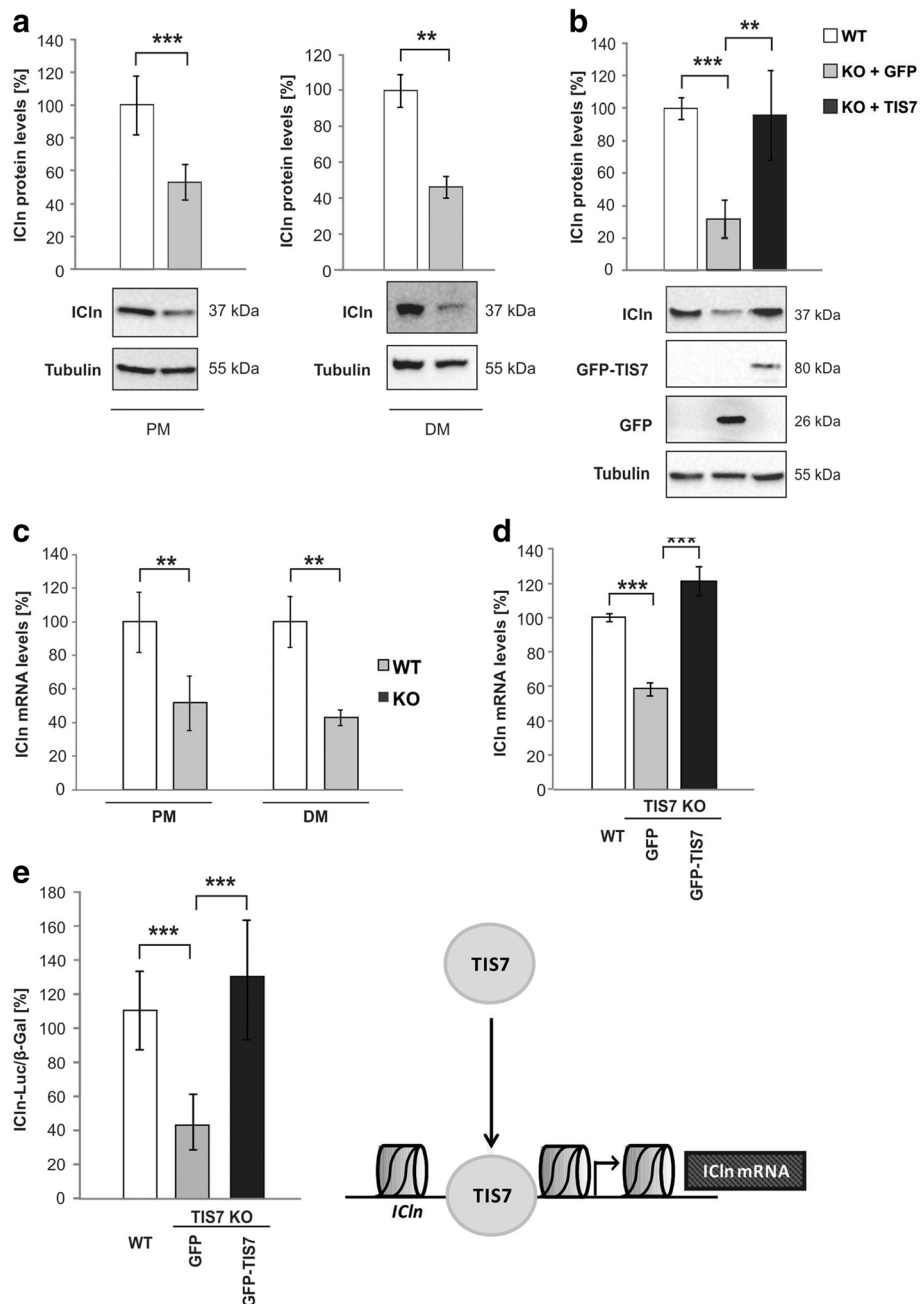 a
ICln protein levels [%]
140
120
100
80
60
40
20
0
***
ICln
37 kDa
Tubulin
55 kDa
PM
ICln protein levels [%]
120
100
80
60
40
20
0
**
ICln
37 kDa
Tubulin
55 kDa
DM
b
ICln protein levels [%]
140
120
100
80
60
40
20
0
***
**
WT
KO + GFP
KO + TIS7
ICln
37 kDa
GFP-TIS7
80 kDa
GFP
26 kDa
Tubulin
55 kDa
c
ICln mRNA levels [%]
140
120
100
80
60
40
20
0
**
**
WT
KO
PM
DM
d
ICln mRNA levels [%]
140
120
100
80
60
40
20
0
***
***
TIS7 KO
WT
GFP
GFP-TIS7
e
ICln-Luc/β-Gal [%]
180
160
140
120
100
80
60
40
20
0
***
***
TIS7 KO
WT
GFP
GFP-TIS7
TIS7
TIS7
ICln
ICln mRNA